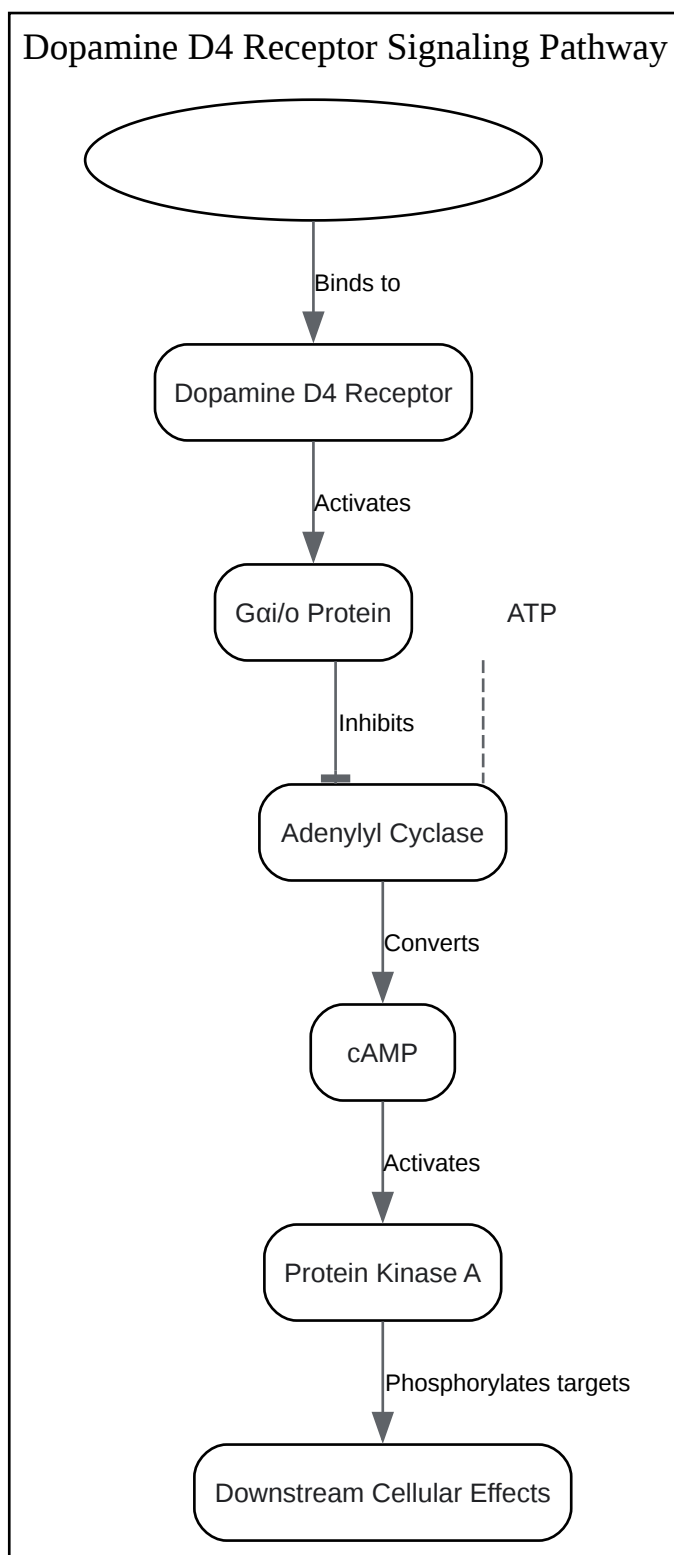 Dopamine D4 Receptor Signaling Pathway
Binds to
Dopamine D4 Receptor
Activates
Gαi/o Protein
ATP
Inhibits
Adenylyl Cyclase
Converts
cAMP
Activates
Protein Kinase A
Phosphorylates targets
Downstream Cellular Effects